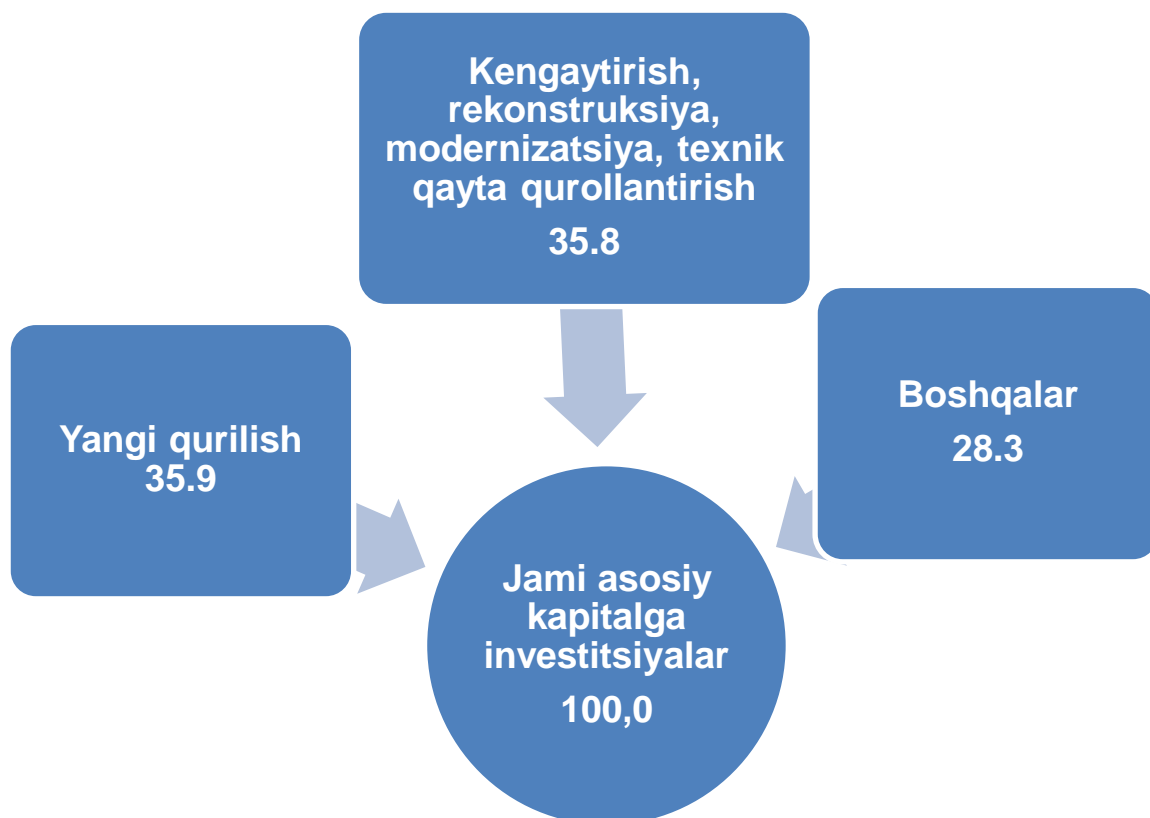 Kengaytirish,
rekonstruksiya,
modernizatsiya, texnik
qayta qurollantirish
35.8
Yangi qurilish
35.9
Boshqalar
28.3
Jami asosiy
kapitalga
investitsiyalar
100,0